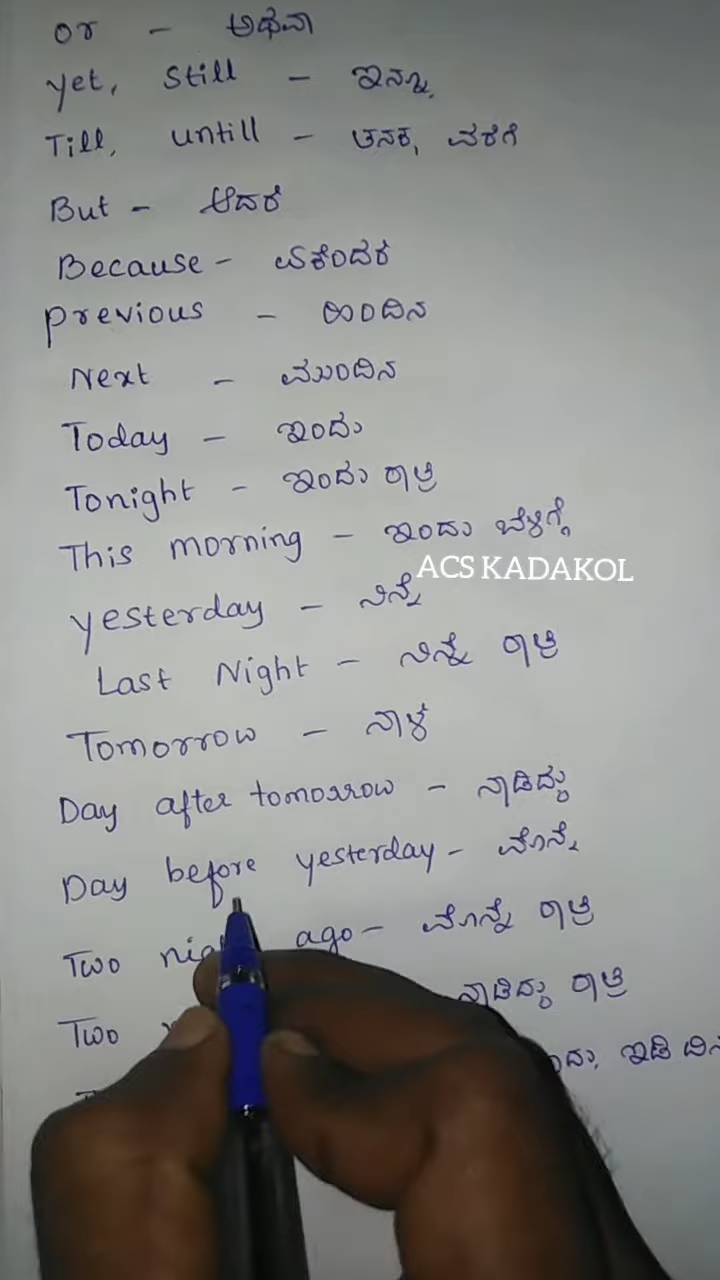 or - ಅಥವಾ
yet, still - ಇನ್ನೂ
Till, untill - ತನಕ, ವರೆಗೆ
But - ಆದರೆ
Because - ಏಕೆಂದರೆ
previous - ಹಿಂದಿನ
Next - ಮುಂದಿನ
Today - ಇಂದು
Tonight - ಇಂದು ರಾತ್ರಿ
This morning - ಇಂದು ಬೆಳಗ್ಗೆ
ACS KADAKOL
yesterday - ನಿನ್ನೆ
Last Night - ನಿನ್ನೆ ರಾತ್ರಿ
Tomorrow - ನಾಳೆ
Day after tomorrow - ನಾಡಿದ್ದು
Day before yesterday - ಮೊನ್ನೆ
Two ago - ಮೊನ್ನೆ ರಾತ್ರಿ
Two ನಾಡಿದ್ದು ರಾತ್ರಿ
ಇಡಿ